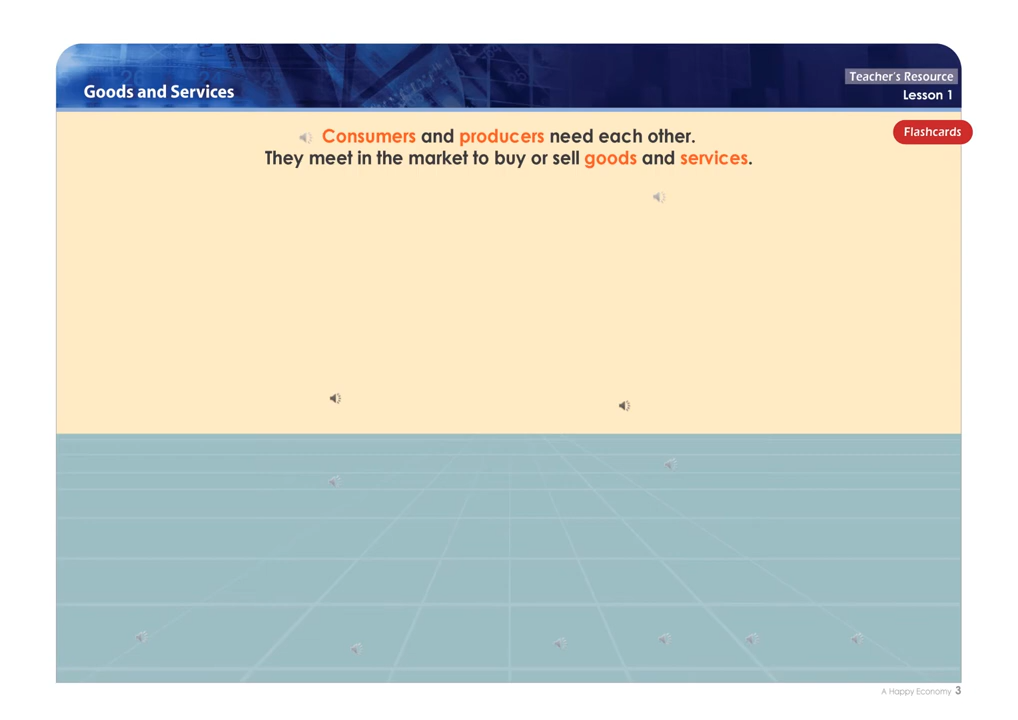 Goods and Services
Teacher's Resource
Lesson 1
Flashcards
Consumers and producers need each other.
They meet in the market to buy or sell goods and services.
A Happy Economy 3